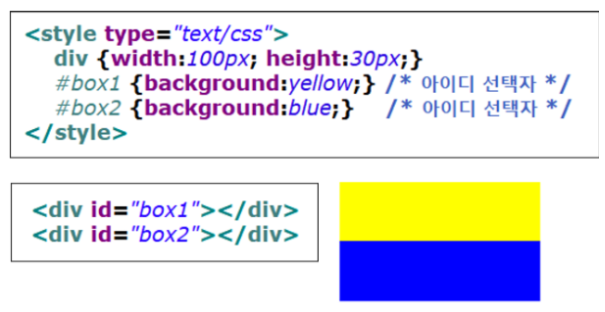 <style type="text/css">
div {width:100px; height:30px;}
#box1 {background:yellow;} /* 아이디 선택자 */
#box2 {background:blue;} /* 아이디 선택자 */
</style>
<div id="box1"></div>
<div id="box2"></div>